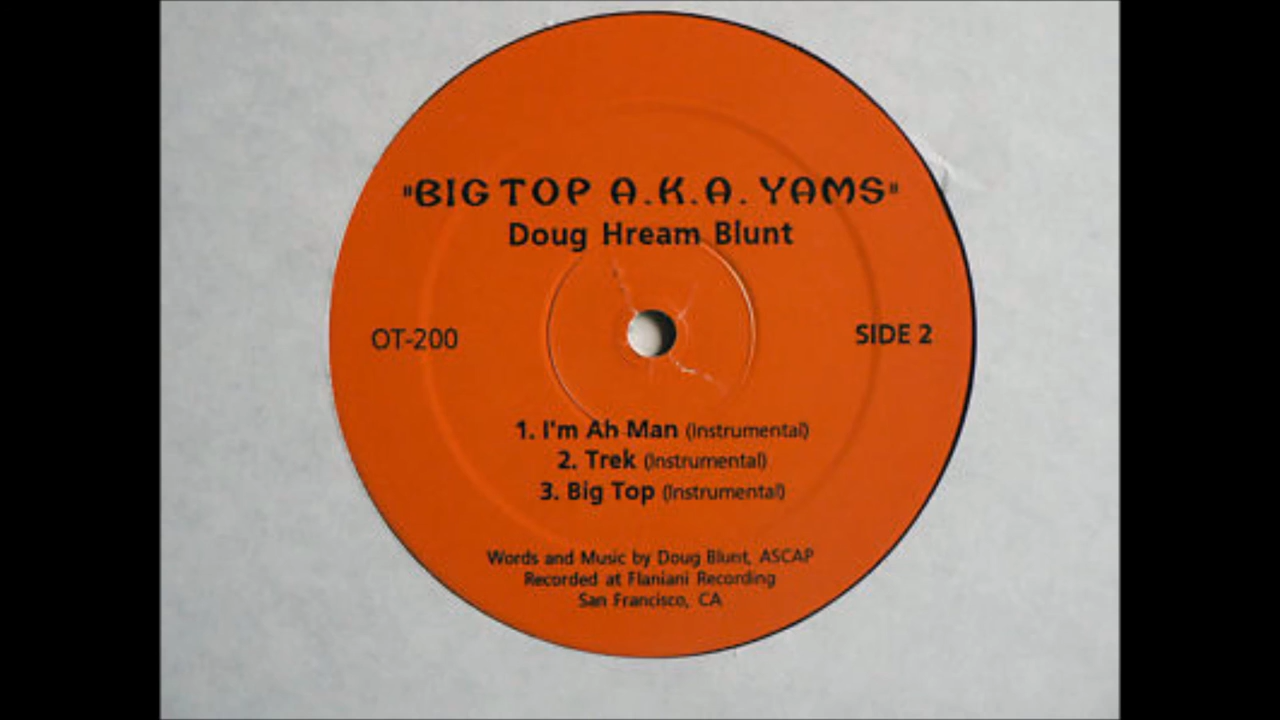 "BIG TOP A.K.A. YAMS"
Doug Hream Blunt
OT-200
SIDE 2
1. I'm Ah Man (Instrumental)
2. Trek (Instrumental)
3. Big Top (Instrumental)
Words and Music by Doug Blunt, ASCAP
Recorded at Flaniani Recording
San Francisco, CA